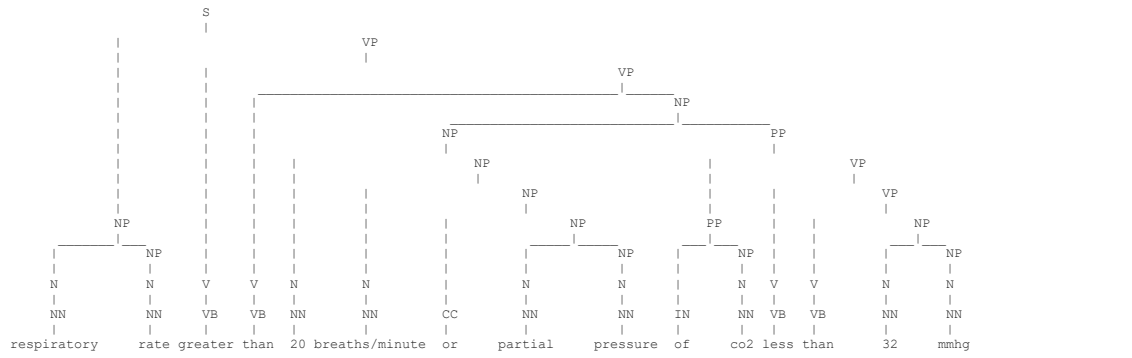 S
VP
VP
NP
NP PP
NP VP
NP VP
NP NP PP NP
NP NP NP NP
N N V V N N N N N V V N N
NN NN VB VB NN NN CC NN NN IN NN VB VB NN NN
respiratory rate greater than 20 breaths/minute or partial pressure of co2 less than 32 mmhg